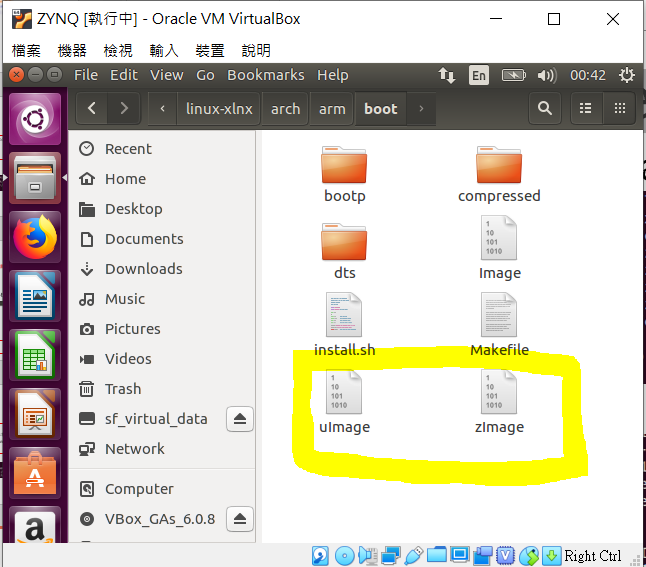 ZYNQ [執行中] - Oracle VM VirtualBox
檔案 機器 檢視 輸入 裝置 說明
File Edit View Go Bookmarks Help En 00:42
linux-xlnx arch arm boot
Recent
Home
Desktop
Documents
Downloads
Music
Pictures
Videos
Trash
sf_virtual_data
Network
Computer
VBox_GAs_6.0.8
bootp compressed
dts Image
install.sh Makefile
uImage zImage
Right Ctrl